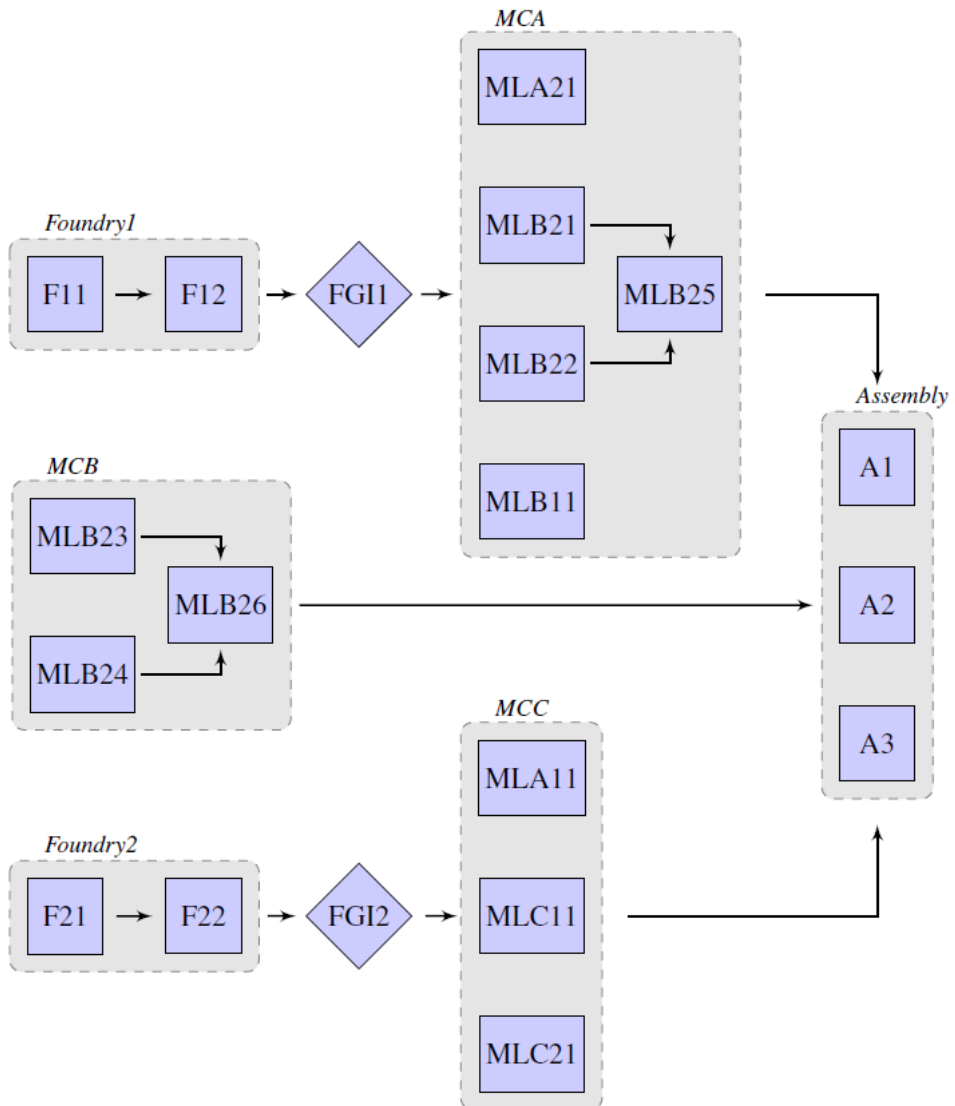 MCA
MLA21
MLB21
MLB25
MLB22
MLB11
Foundry1
F11
F12
FGI1
Assembly
A1
A2
A3
MCB
MLB23
MLB26
MLB24
MCC
MLA11
MLC11
MLC21
Foundry2
F21
F22
FGI2